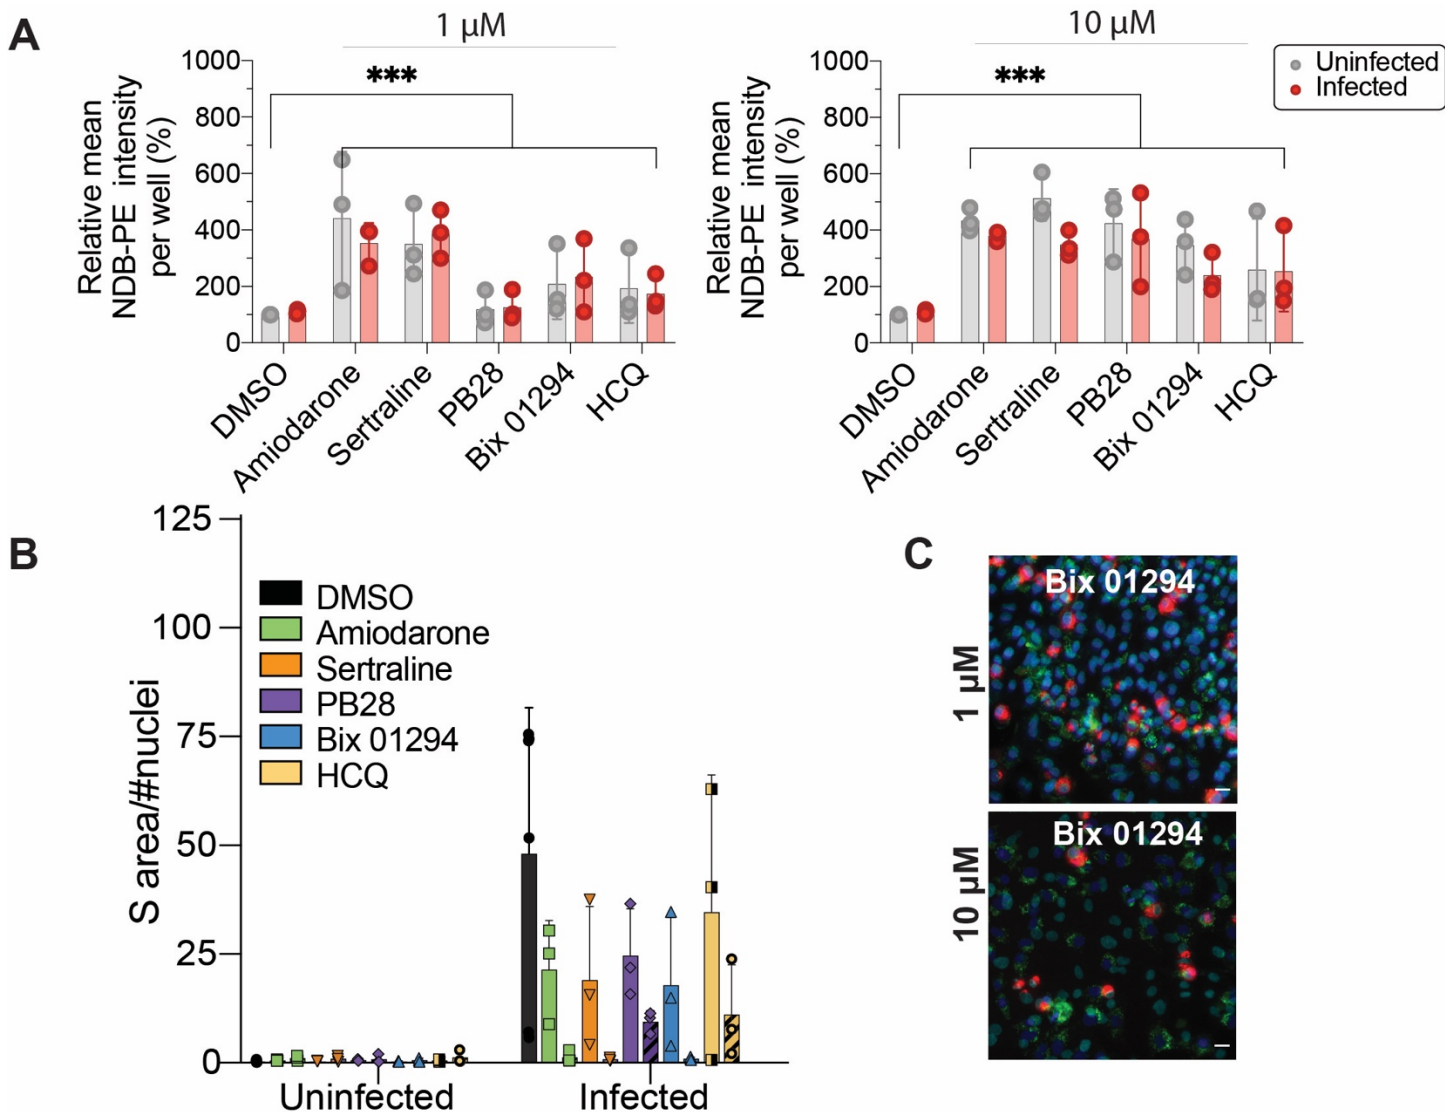 A
1 µM
Relative mean
NDB-PE intensity
per well (%)
1000
800
600
400
200
0
***
DMSO
Amiodarone
Sertraline
PB28
Bix 01294
HCQ
10 µM
Relative mean
NDB-PE intensity
per well (%)
1000
800
600
400
200
0
***
DMSO
Amiodarone
Sertraline
PB28
Bix 01294
HCQ
Uninfected
Infected
B
S area/#nuclei
125
100
75
50
25
0
DMSO
Amiodarone
Sertraline
PB28
Bix 01294
HCQ
Uninfected
Infected
C
1 µM
Bix 01294
10 µM
Bix 01294